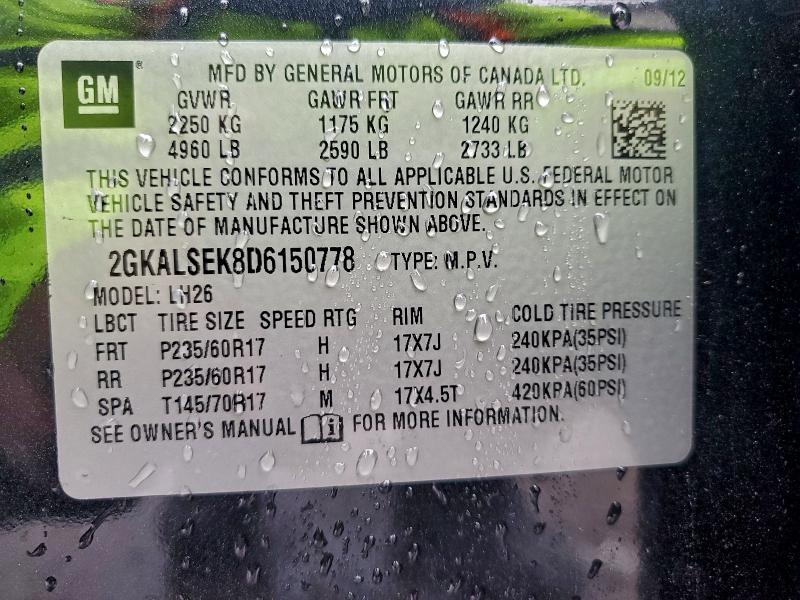 GM ® MFD BY GENERAL MOTORS OF CANADA LTD. 09/12
GVWR GAWR FRT GAWR RR
2250 KG 1175 KG 1240 KG
4960 LB 2590 LB 2733 LB
THIS VEHICLE CONFORMS TO ALL APPLICABLE U.S. FEDERAL MOTOR
VEHICLE SAFETY AND THEFT PREVENTION STANDARDS IN EFFECT ON
THE DATE OF MANUFACTURE SHOWN ABOVE.
2GKALSEK8D6150778 TYPE: M.P.V.
MODEL: LH26
LBCT TIRE SIZE SPEED RTG RIM COLD TIRE PRESSURE
FRT P235/60R17 H 17X7J 240KPA(35PSI)
RR P235/60R17 H 17X7J 240KPA(35PSI)
SPA T145/70R17 M 17X4.5T 420KPA(60PSI)
SEE OWNER'S MANUAL i FOR MORE INFORMATION.